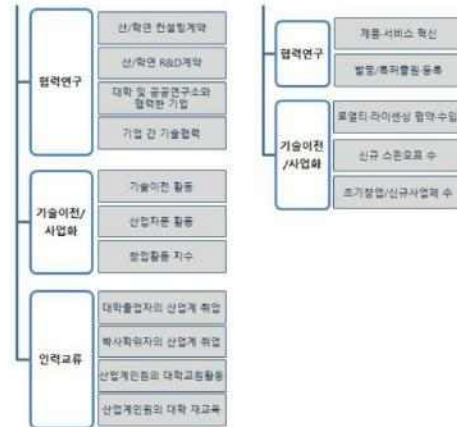 협력연구
산/학연 컨설팅계약
산/학연 R&D계약
대학 및 공공연구소와
협력한 기업
기업 간 기술협력
기술이전/
사업화
기술이전 활동
산업자문 활동
창업활동 지수
인력교류
대학졸업자의 산업계 취업
박사학위자의 산업계 취업
산업계인원의 대학교원활동
산업계인원의 대학 재교육
협력연구
제품·서비스 혁신
발명/특허출원·등록
기술이전
/사업화
로열티·라이센싱 협약·수입
신규 스핀오프 수
초기창업/신규사업체 수